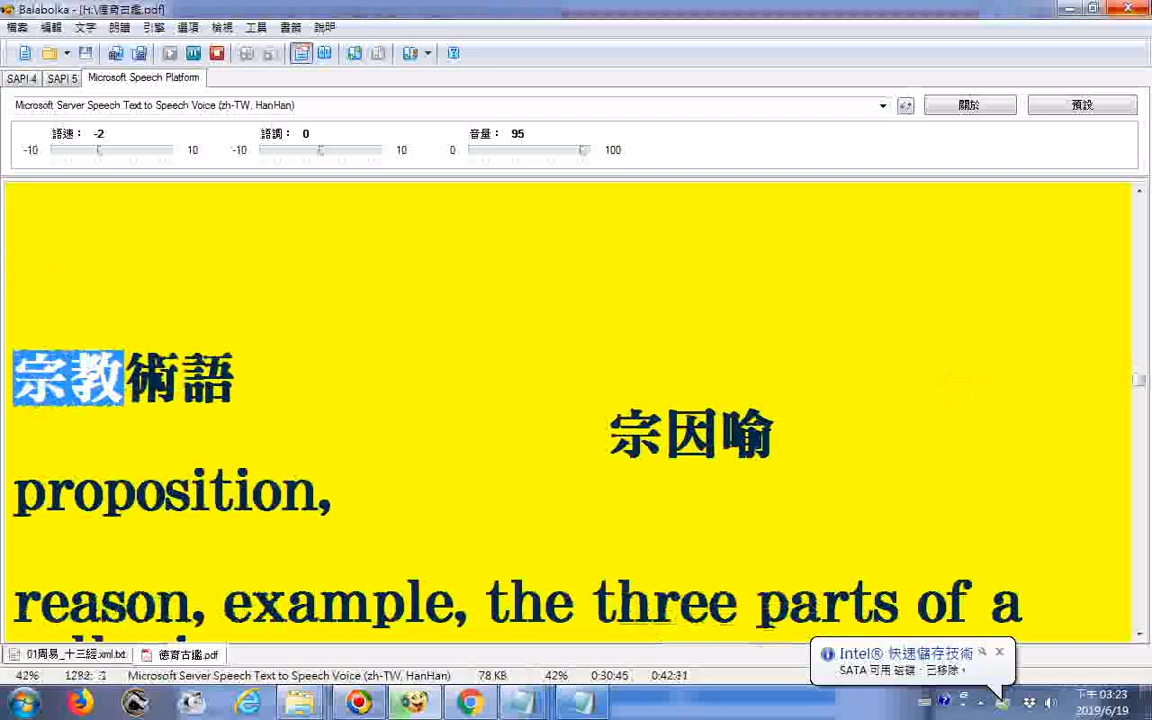 Balabolka - [H:\德育古鑑.pdf]
檔案 編輯 文字 朗讀 引擎 選項 檢視 工具 書籤 說明
SAPI 4 SAPI 5 Microsoft Speech Platform
Microsoft Server Speech Text to Speech Voice (zh-TW, HanHan) 關於 預設
語速： -2 語調： 0 音量： 95
-10 10 -10 10 0 100
宗教術語
宗因喻
proposition,
reason, example, the three parts of a
Intel® 快速儲存技術
SATA 可用 磁碟：已移除。
01周易_十三經.xml.txt 德育古鑑.pdf
42% Microsoft Server Speech Text to Speech Voice (zh-TW, HanHan) 78 KB 42% 0:30:45 0:42:31
下午 03:23
2019/6/19